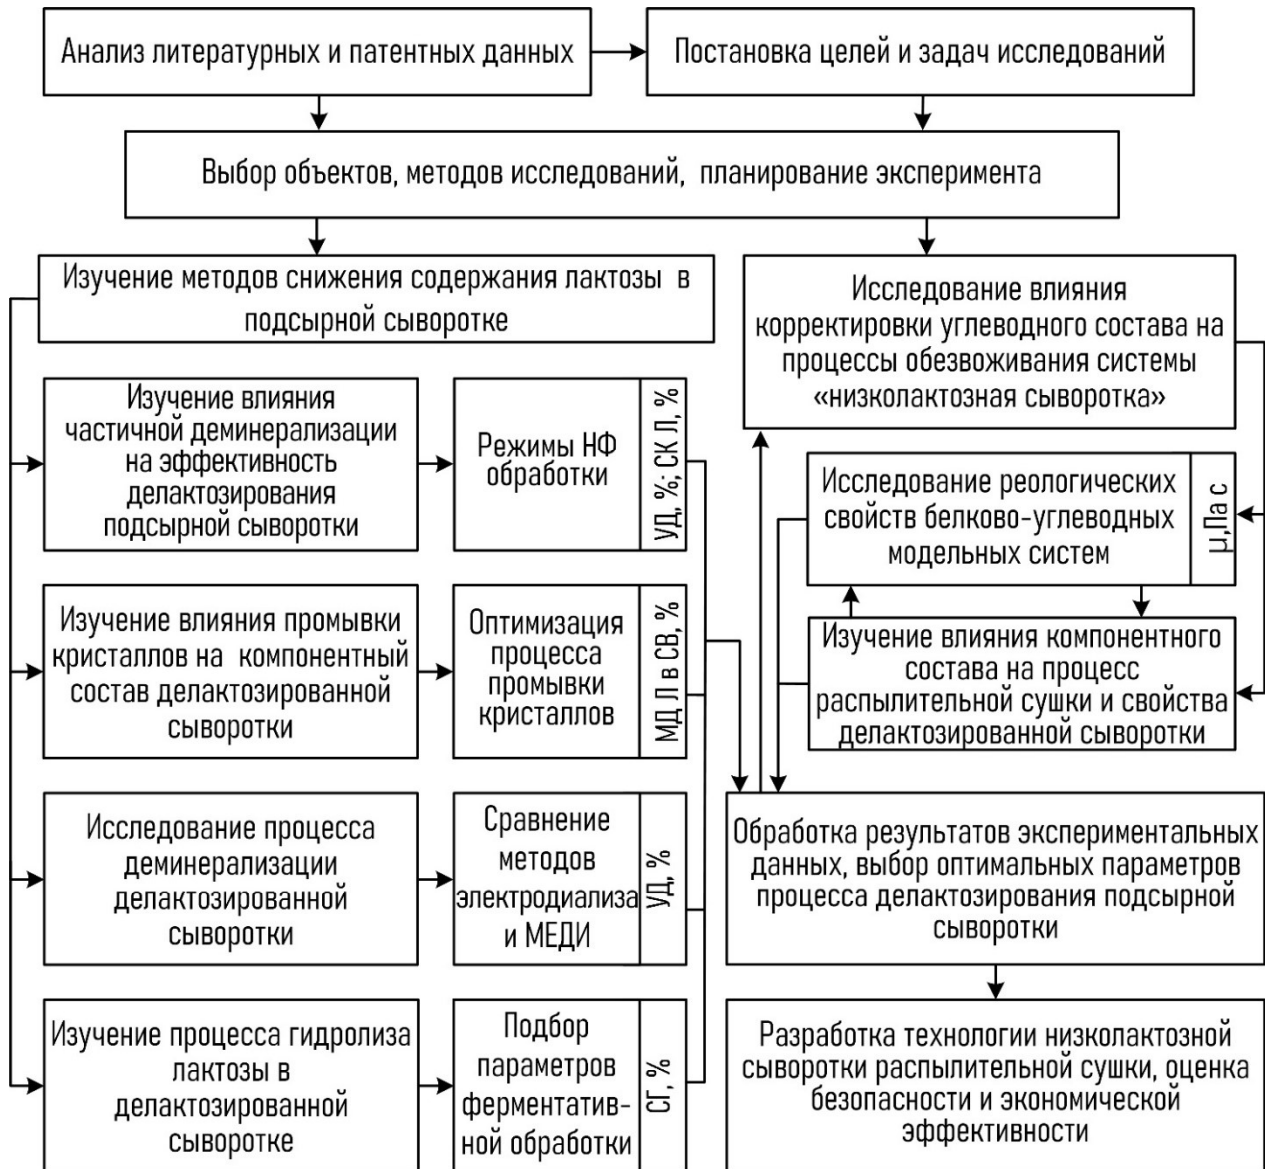 Анализ литературных и патентных данных
Постановка целей и задач исследований
Выбор объектов, методов исследований, планирование эксперимента
Изучение методов снижения содержания лактозы в
подсырной сыворотке
Изучение влияния
частичной деминерализации
на эффективность
делактозирования
подсырной сыворотки
Режимы НФ
обработки
УД, %; СК Л, %
Изучение влияния промывки
кристаллов на компонентный
состав делактозированной
сыворотки
Оптимизация
процесса
промывки
кристаллов
МД Л в СВ, %
Исследование процесса
деминерализации
делактозированной
сыворотки
Сравнение
методов
электродиализа
и МЕДИ
УД, %
Изучение процесса гидролиза
лактозы в
делактозированной
сыворотке
Подбор
параметров
ферментатив-
ной обработки
СГ, %
Исследование влияния
корректировки углеводного состава на
процессы обезвоживания системы
«низколактозная сыворотка»
Исследование реологических
свойств белково-углеводных
модельных систем
μ,Па с
Изучение влияния компонентного
состава на процесс
распылительной сушки и свойства
делактозированной сыворотки
Обработка результатов экспериментальных
данных, выбор оптимальных параметров
процесса делактозирования подсырной
сыворотки
Разработка технологии низколактозной
сыворотки распылительной сушки, оценка
безопасности и экономической
эффективности